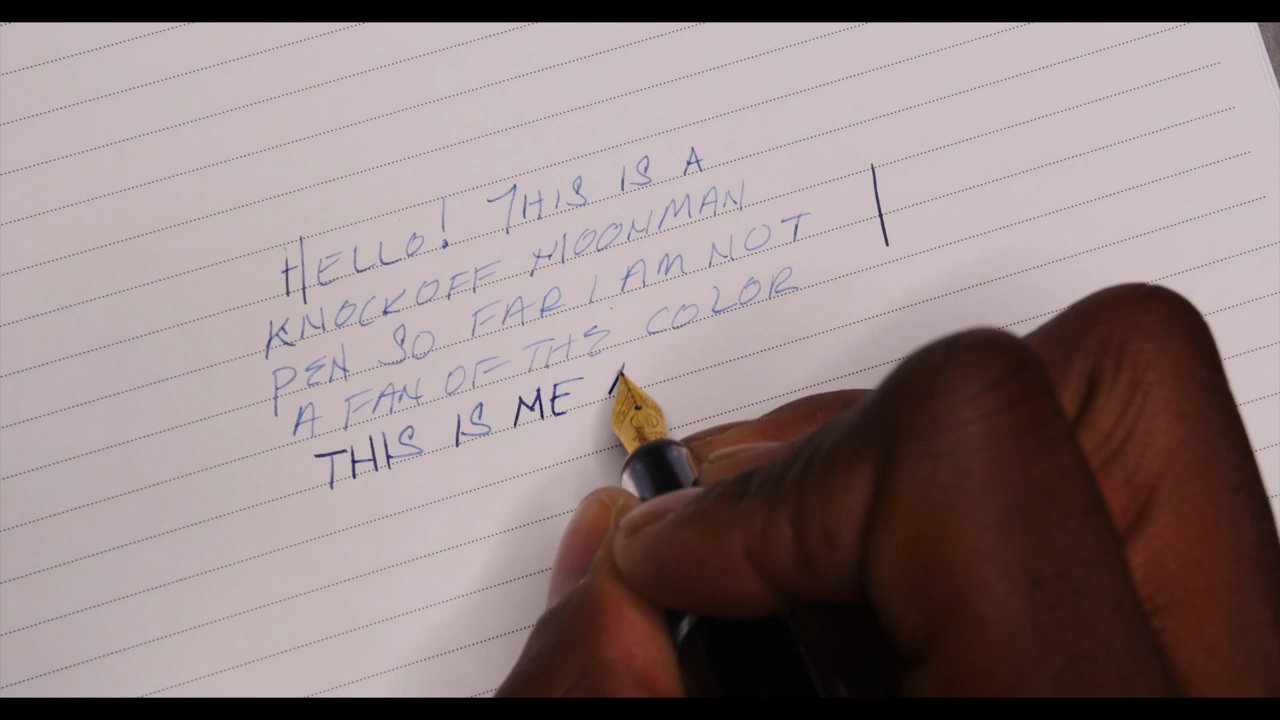 HELLO! THIS IS A
KNOCKOFF MOONMAN
PEN SO FAR I AM NOT
A FAN OF THS COLOR
THIS IS ME